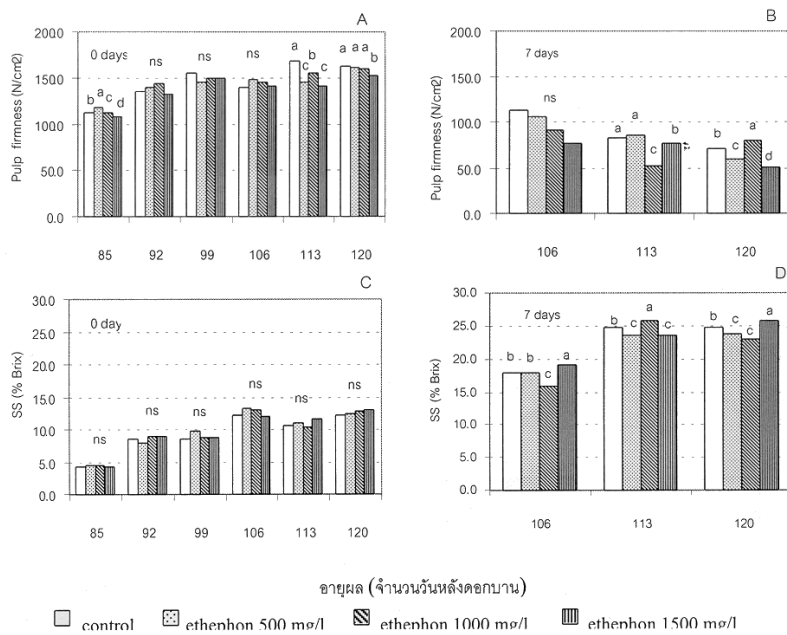 A
200.0
0 days
ns
ns
ns
a
b
c
c
a a a
b
150.0
b a c d
100.0
50.0
0.0
Pulp firmness (N/cm2)
85 92 99 106 113 120
B
200.0
7 days
150.0
ns
a a b
b c a d
100.0
50.0
0.0
Pulp firmness (N/cm2)
106 113 120
C
30.0
0 day
25.0
20.0
ns ns ns
15.0
ns ns
10.0
ns
5.0
0.0
SS (% Brix)
85 92 99 106 113 120
D
30.0
7 days
b c a c
b c c a
25.0
b b c a
20.0
15.0
10.0
5.0
0.0
SS (% Brix)
106 113 120
อายุผล (จำนวนวันหลังดอกบาน)
control ethephon 500 mg/l ethephon 1000 mg/l ethephon 1500 mg/l